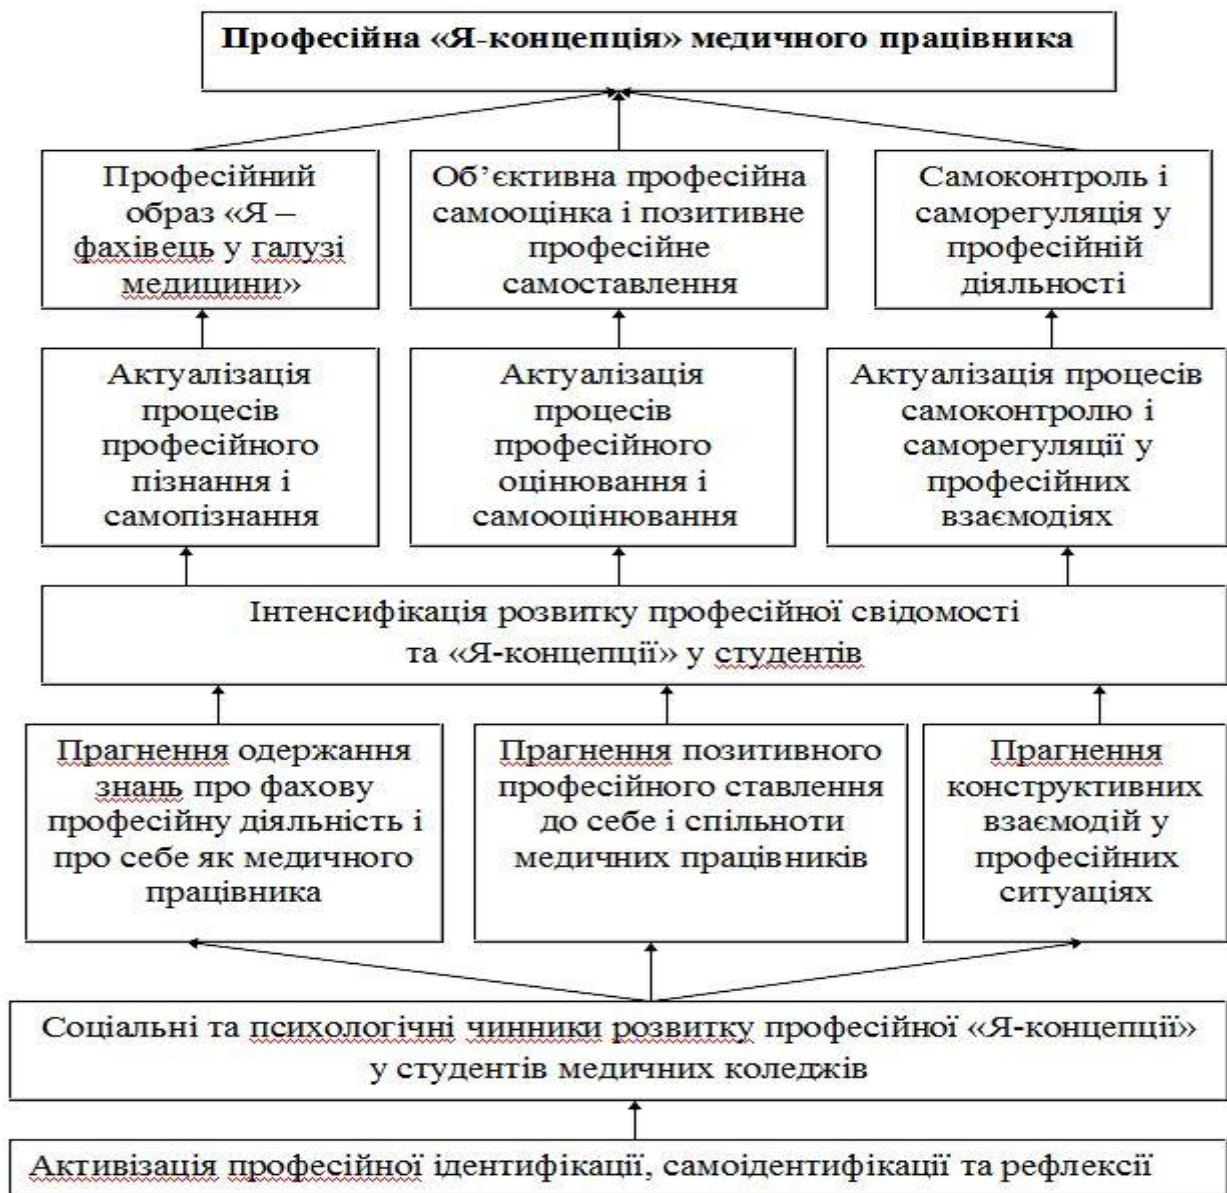 Професійна «Я-концепція» медичного працівника
Професійний
образ «Я –
фахівець у галузі
медицини»
Об’єктивна професійна
самооцінка і позитивне
професійне
самоставлення
Самоконтроль і
саморегуляція у
професійній
діяльності
Актуалізація
процесів
професійного
пізнання і
самопізнання
Актуалізація
процесів
професійного
оцінювання і
самооцінювання
Актуалізація процесів
самоконтролю і
саморегуляції у
професійних
взаємодіях
Інтенсифікація розвитку професійної свідомості
та «Я-концепції» у студентів
Прагнення одержання
знань про фахову
професійну діяльність і
про себе як медичного
працівника
Прагнення позитивного
професійного ставлення
до себе і спільноти
медичних працівників
Прагнення
конструктивних
взаємодій у
професійних
ситуаціях
Соціальні та психологічні чинники розвитку професійної «Я-концепції»
у студентів медичних коледжів
Активізація професійної ідентифікації, самоідентифікації та рефлексії